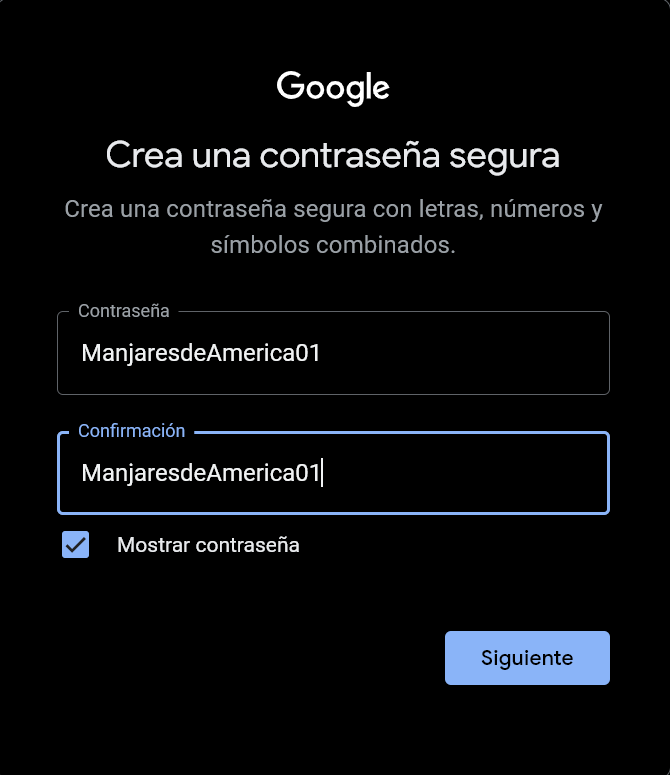 Google
Crea una contraseña segura
Crea una contraseña segura con letras, números y
símbolos combinados.
Contraseña
ManjaresdeAmerica01
Confirmación
ManjaresdeAmerica01
Mostrar contraseña
Siguiente